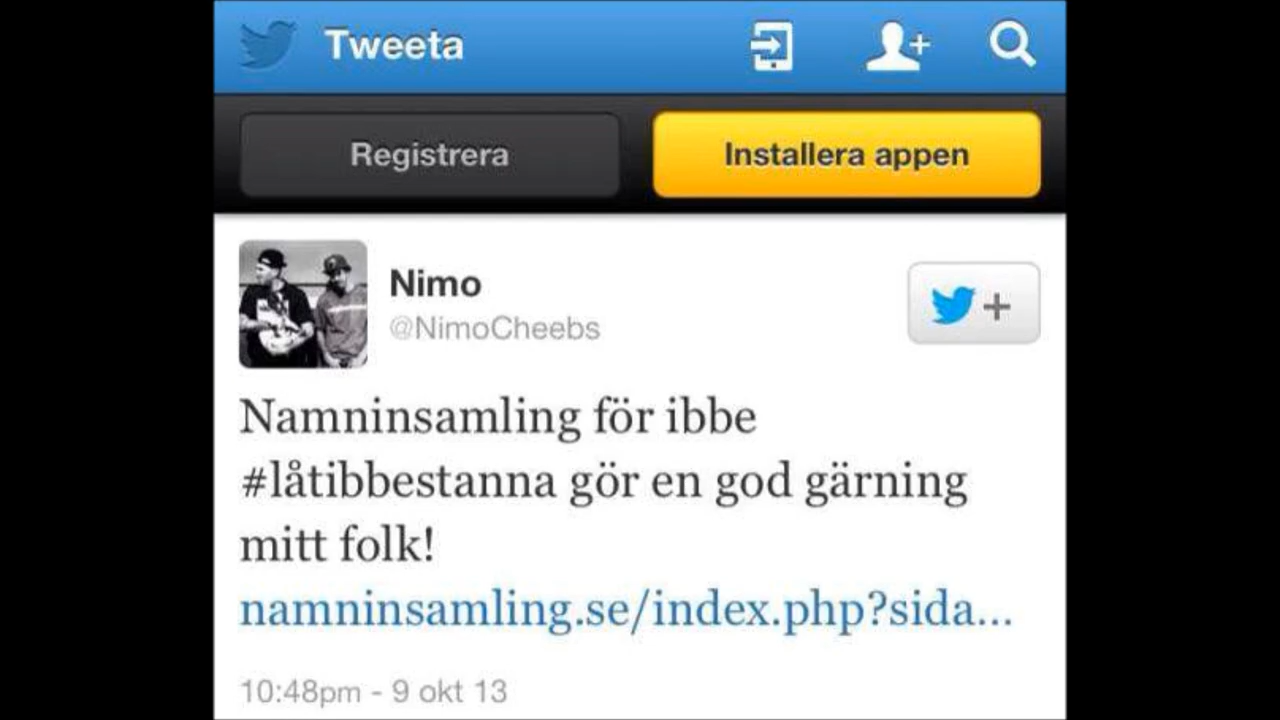 Tweeta
Registrera
Installera appen
Nimo
@NimoCheebs
Namninsamling för ibbe
#låtibbestanna gör en god gärning
mitt folk!
namninsamling.se/index.php?sida...
10:48pm - 9 okt 13